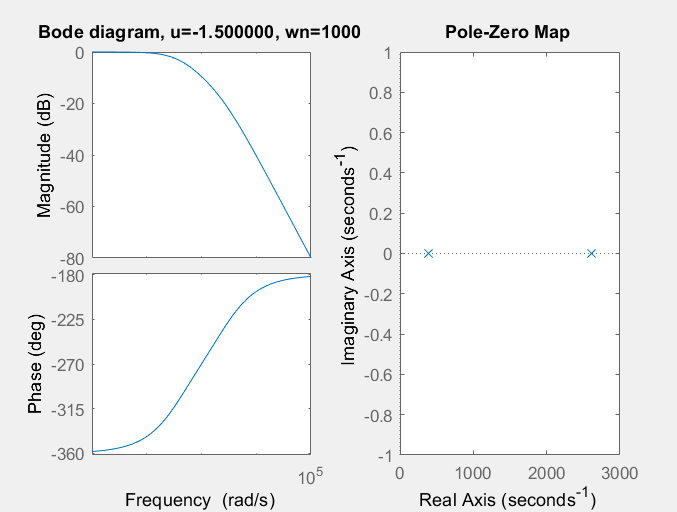 Bode diagram, u=-1.500000, wn=1000
Magnitude (dB)
0
-20
-40
-60
-80
Phase (deg)
-180
-225
-270
-315
-360
10^5
Frequency (rad/s)
Pole-Zero Map
Imaginary Axis (seconds^-1)
1
0.8
0.6
0.4
0.2
0
-0.2
-0.4
-0.6
-0.8
-1
0 1000 2000 3000
Real Axis (seconds^-1)